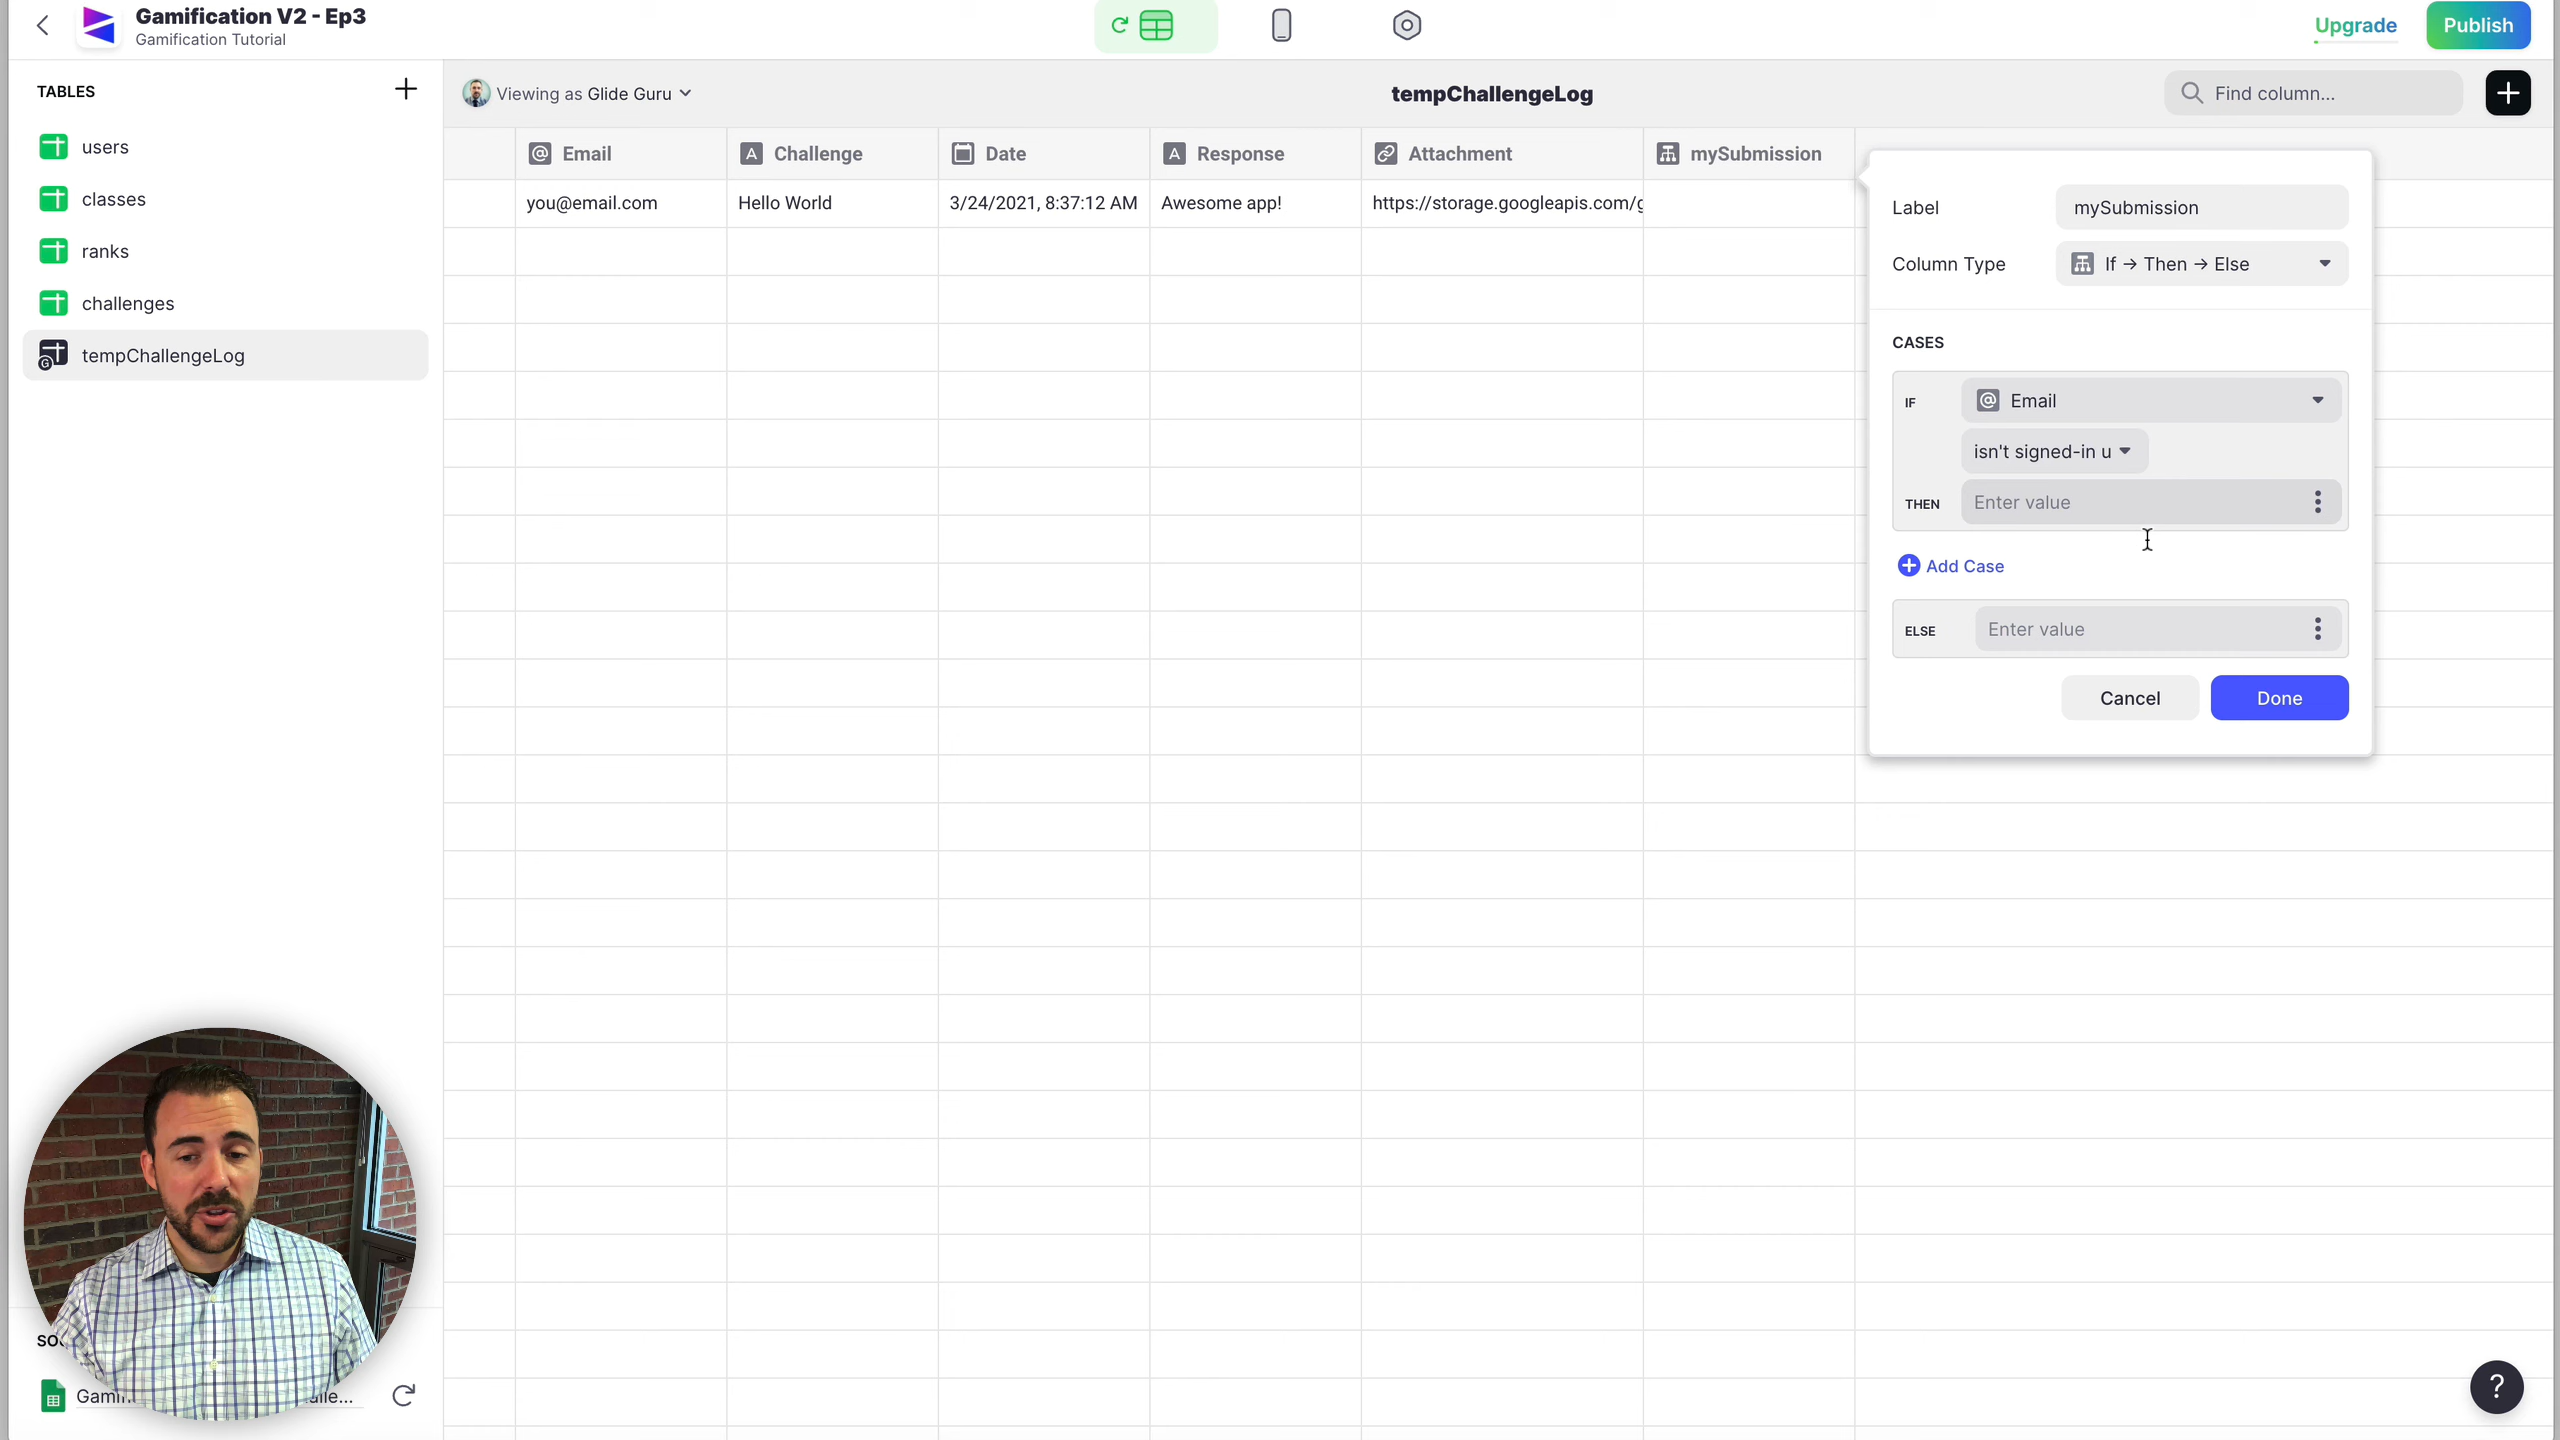 Gamification V2 - Ep3
Gamification Tutorial
Upgrade
Publish
TABLES
users
classes
ranks
challenges
tempChallengeLog
Viewing as Glide Guru
tempChallengeLog
Find column...
Email
A Challenge
Date
A Response
Attachment
mySubmission
you@email.com
Hello World
3/24/2021, 8:37:12 AM
Awesome app!
https://storage.googleapis.com/g
Label
mySubmission
Column Type
If → Then → Else
CASES
IF
Email
isn't signed-in u
THEN
Enter value
Add Case
ELSE
Enter value
Cancel
Done
?